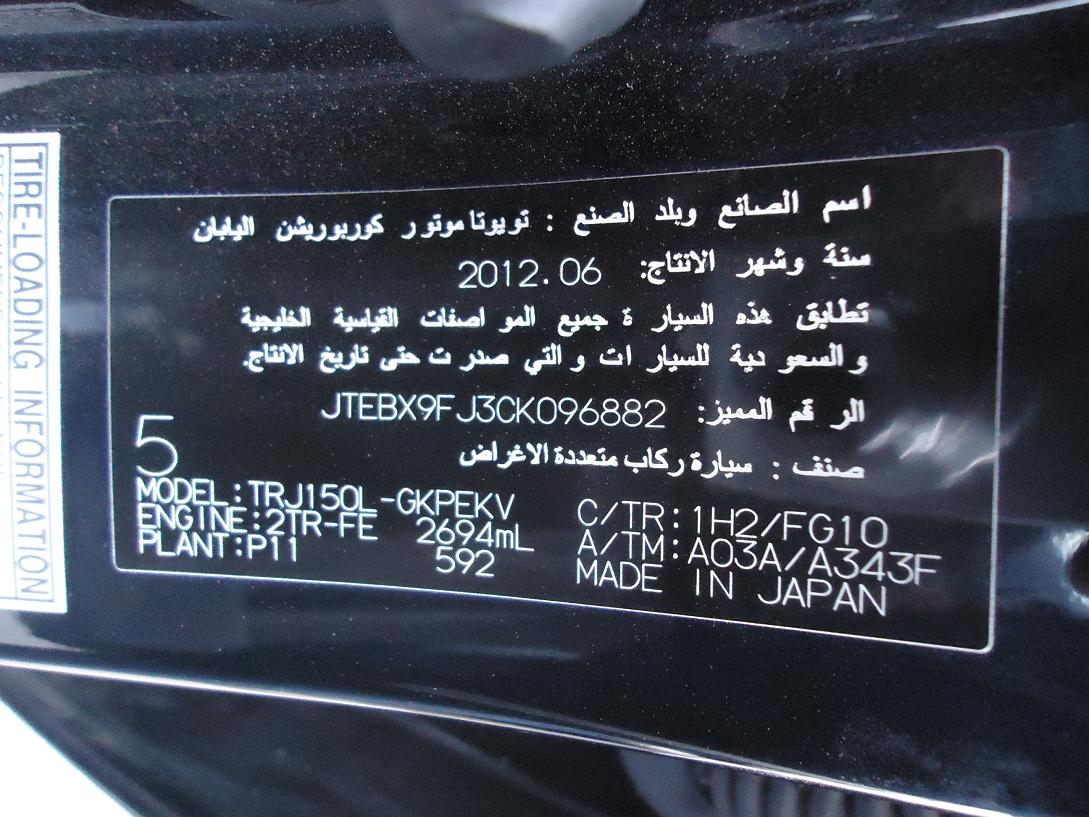 TIRE-LOADING INFORMATION
اسم الصانع وبلد الصنع : تويوتا موتور كوربوريشن اليابان
سنة وشهر الانتاج: 2012.06
تطابق هذه السيارة جميع المواصفات القياسية الخليجية
والسعودية للسيارات والتي صدرت حتى تاريخ الانتاج.
الرقم المميز: JTEBX9FJ3CK096882
صنف : سيارة ركاب متعددة الاغراض
5
MODEL:TRJ150L-GKPEKV
ENGINE:2TR-FE 2694mL
PLANT:P11 592
C/TR:1H2/FG10
A/TM:A03A/A343F
MADE IN JAPAN